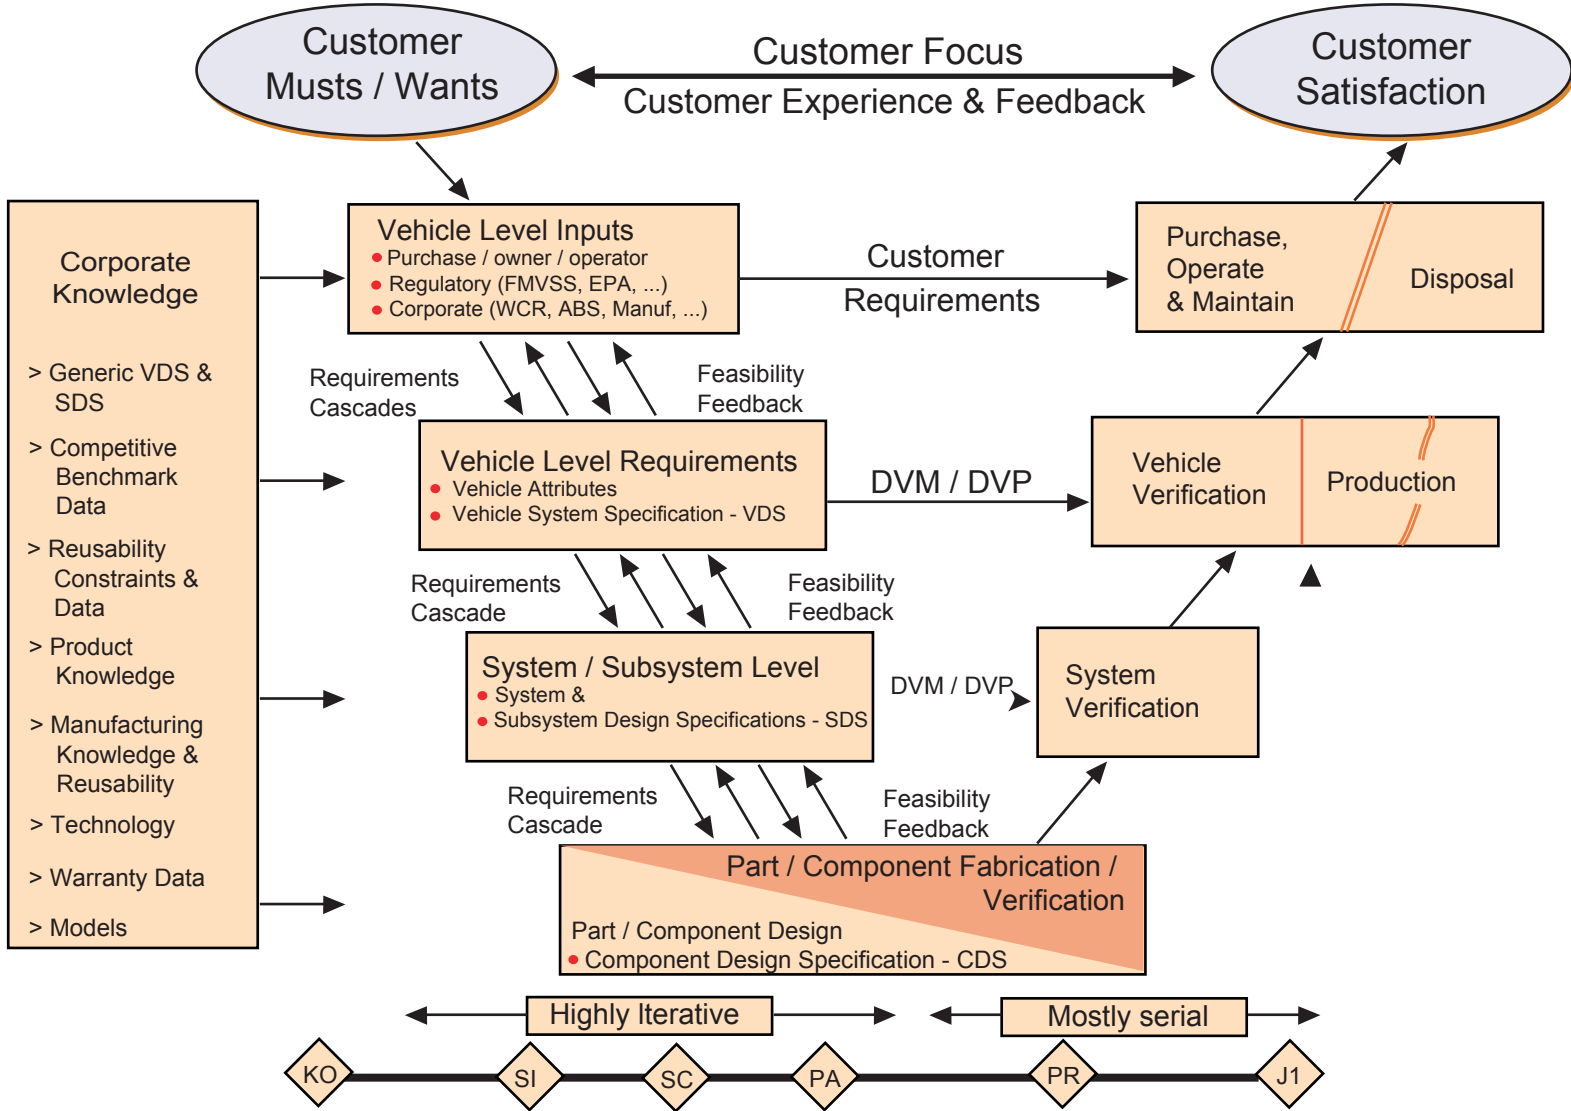 Customer
Musts / Wants
Customer Focus
Customer Experience & Feedback
Customer
Satisfaction
Corporate
Knowledge
> Generic VDS &
SDS
> Competitive
Benchmark
Data
> Reusability
Constraints &
Data
> Product
Knowledge
> Manufacturing
Knowledge &
Reusability
> Technology
> Warranty Data
> Models
Vehicle Level Inputs
• Purchase / owner / operator
• Regulatory (FMVSS, EPA, ...)
• Corporate (WCR, ABS, Manuf, ...)
Customer
Requirements
Purchase,
Operate
& Maintain
Disposal
Requirements
Cascades
Feasibility
Feedback
Vehicle Level Requirements
• Vehicle Attributes
• Vehicle System Specification - VDS
DVM / DVP
Vehicle
Verification
Production
Requirements
Cascade
Feasibility
Feedback
System / Subsystem Level
• System &
• Subsystem Design Specifications - SDS
DVM / DVP
System
Verification
Requirements
Cascade
Feasibility
Feedback
Part / Component Fabrication /
Verification
Part / Component Design
• Component Design Specification - CDS
Highly Iterative
Mostly serial
KO
SI
SC
PA
PR
J1